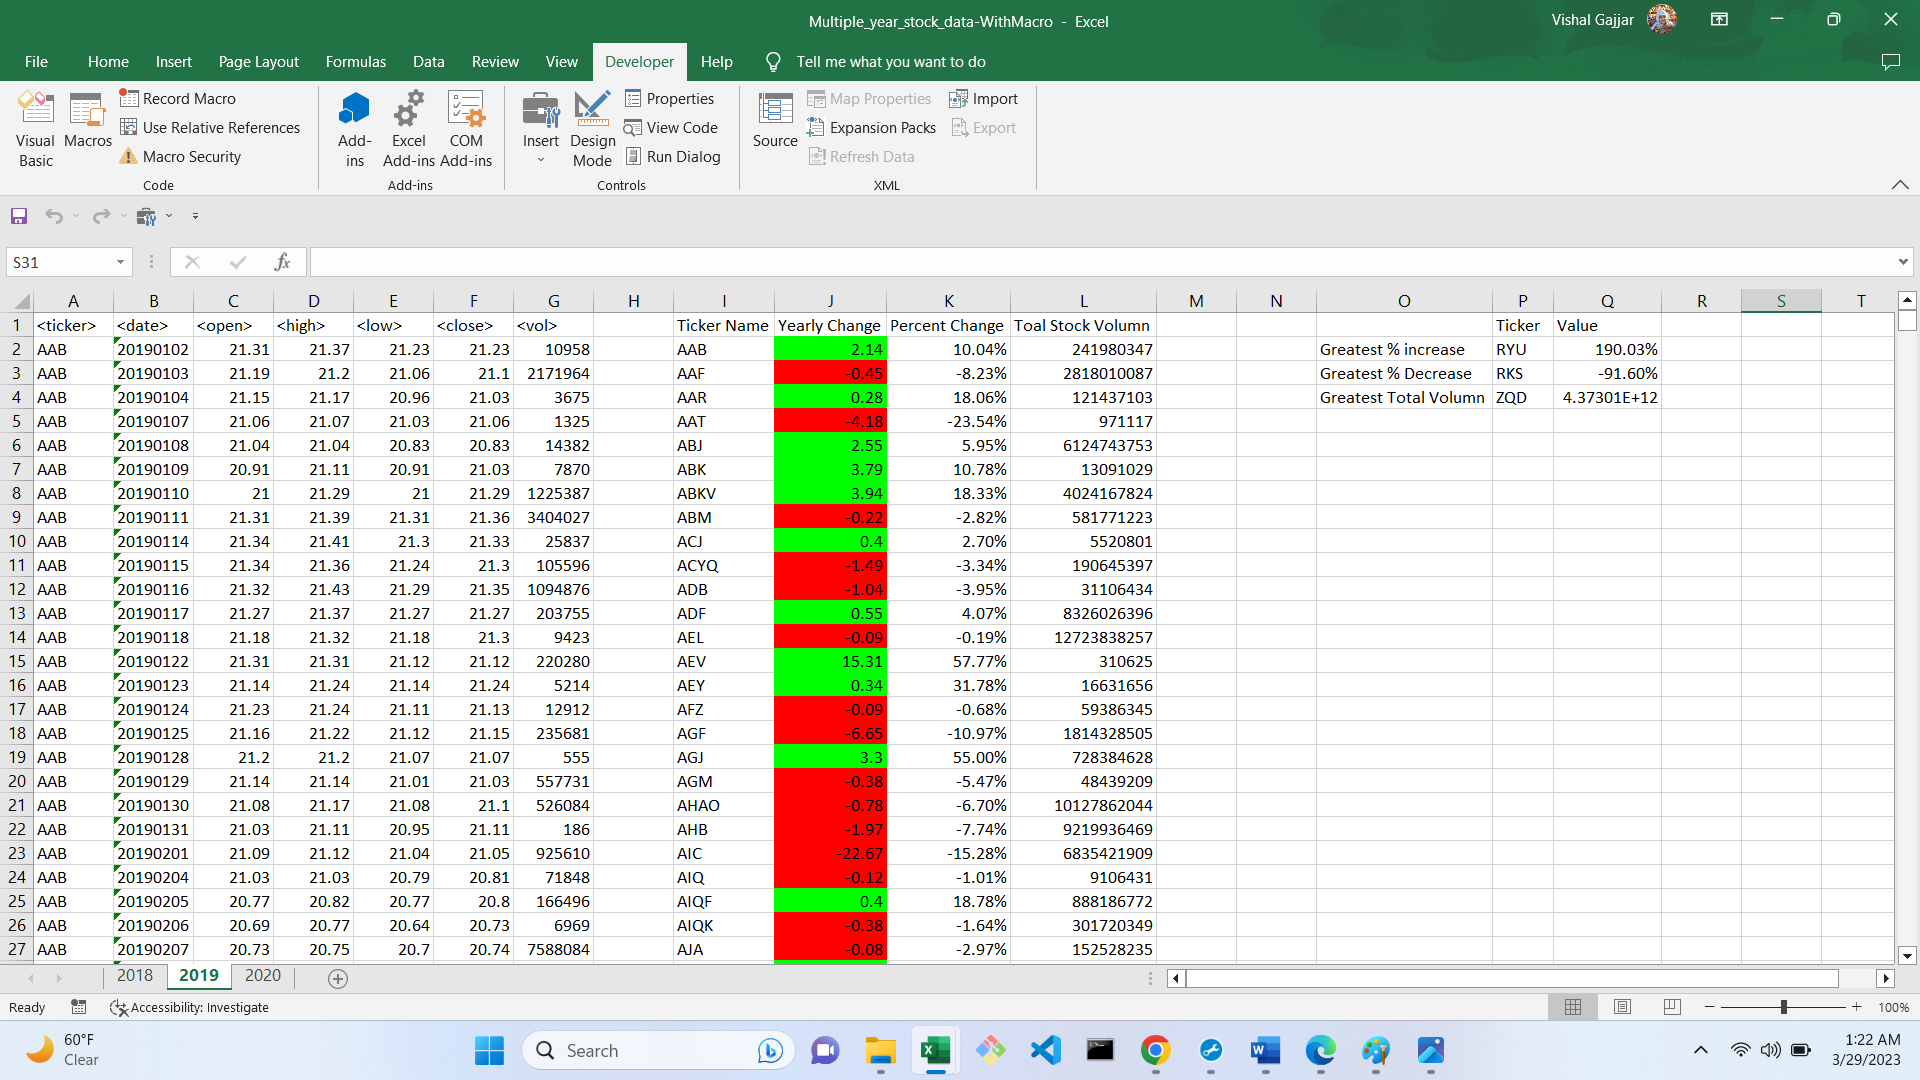 Multiple_year_stock_data-WithMacro - Excel
Vishal Gajjar
File Home Insert Page Layout Formulas Data Review View Developer Help Tell me what you want to do
Visual Basic
Macros
Record Macro
Use Relative References
Macro Security
Code
Add-ins
Excel Add-ins
COM Add-ins
Add-ins
Insert
Design Mode
Properties
View Code
Run Dialog
Controls
Source
Map Properties
Expansion Packs
Refresh Data
Import
Export
XML
S31
fx
A B C D E F G H I J K L M N O P Q R S T
1 <ticker> <date> <open> <high> <low> <close> <vol> Ticker Name Yearly Change Percent Change Toal Stock Volumn Ticker Value
2 AAB 20190102 21.31 21.37 21.23 21.23 10958 AAB 2.14 10.04% 241980347 Greatest % increase RYU 190.03%
3 AAB 20190103 21.19 21.2 21.06 21.1 2171964 AAF -0.45 -8.23% 2818010087 Greatest % Decrease RKS -91.60%
4 AAB 20190104 21.15 21.17 20.96 21.03 3675 AAR 0.28 18.06% 121437103 Greatest Total Volumn ZQD 4.37301E+12
5 AAB 20190107 21.06 21.07 21.03 21.06 1325 AAT -4.18 -23.54% 971117
6 AAB 20190108 21.04 21.04 20.83 20.83 14382 ABJ 2.55 5.95% 6124743753
7 AAB 20190109 20.91 21.11 20.91 21.03 7870 ABK 3.79 10.78% 13091029
8 AAB 20190110 21 21.29 21 21.29 1225387 ABKV 3.94 18.33% 4024167824
9 AAB 20190111 21.31 21.39 21.31 21.36 3404027 ABM -0.22 -2.82% 581771223
10 AAB 20190114 21.34 21.41 21.3 21.33 25837 ACJ 0.4 2.70% 5520801
11 AAB 20190115 21.34 21.36 21.24 21.3 105596 ACYQ -1.49 -3.34% 190645397
12 AAB 20190116 21.32 21.43 21.29 21.35 1094876 ADB -1.04 -3.95% 31106434
13 AAB 20190117 21.27 21.37 21.27 21.27 203755 ADF 0.55 4.07% 8326026396
14 AAB 20190118 21.18 21.32 21.18 21.3 9423 AEL -0.09 -0.19% 12723838257
15 AAB 20190122 21.31 21.31 21.12 21.12 220280 AEV 15.31 57.77% 310625
16 AAB 20190123 21.14 21.24 21.14 21.24 5214 AEY 0.34 31.78% 16631656
17 AAB 20190124 21.23 21.24 21.11 21.13 12912 AFZ -0.09 -0.68% 59386345
18 AAB 20190125 21.16 21.22 21.12 21.15 235681 AGF -6.65 -10.97% 1814328505
19 AAB 20190128 21.2 21.2 21.07 21.07 555 AGJ 3.3 55.00% 728384628
20 AAB 20190129 21.14 21.14 21.01 21.03 557731 AGM -0.38 -5.47% 48439209
21 AAB 20190130 21.08 21.17 21.08 21.1 526084 AHAO -0.78 -6.70% 10127862044
22 AAB 20190131 21.03 21.11 20.95 21.11 186 AHB -1.97 -7.74% 9219936469
23 AAB 20190201 21.09 21.12 21.04 21.05 925610 AIC -22.67 -15.28% 6835421909
24 AAB 20190204 21.03 21.03 20.79 20.81 71848 AIQ -0.12 -1.01% 9106431
25 AAB 20190205 20.77 20.82 20.77 20.8 166496 AIQF 0.4 18.78% 888186772
26 AAB 20190206 20.69 20.77 20.64 20.73 6969 AIQK -0.38 -1.64% 301720349
27 AAB 20190207 20.73 20.75 20.7 20.74 7588084 AJA -0.08 -2.97% 152528235
2018 2019 2020
Ready Accessibility: Investigate 100%
60°F
Clear
Search
1:22 AM
3/29/2023